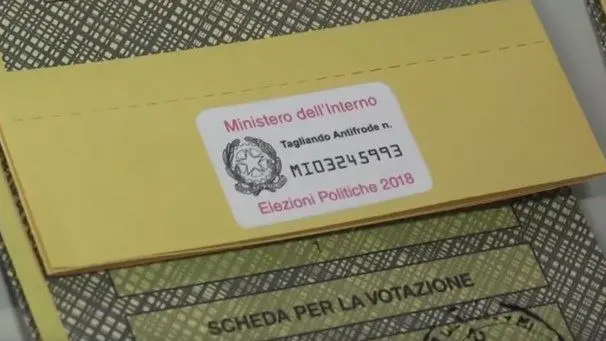 Ministero dell'Interno
Tagliando Antifrode n.
MI03245993
Elezioni Politiche 2018
SCHEDA PER LA VOTAZIONE